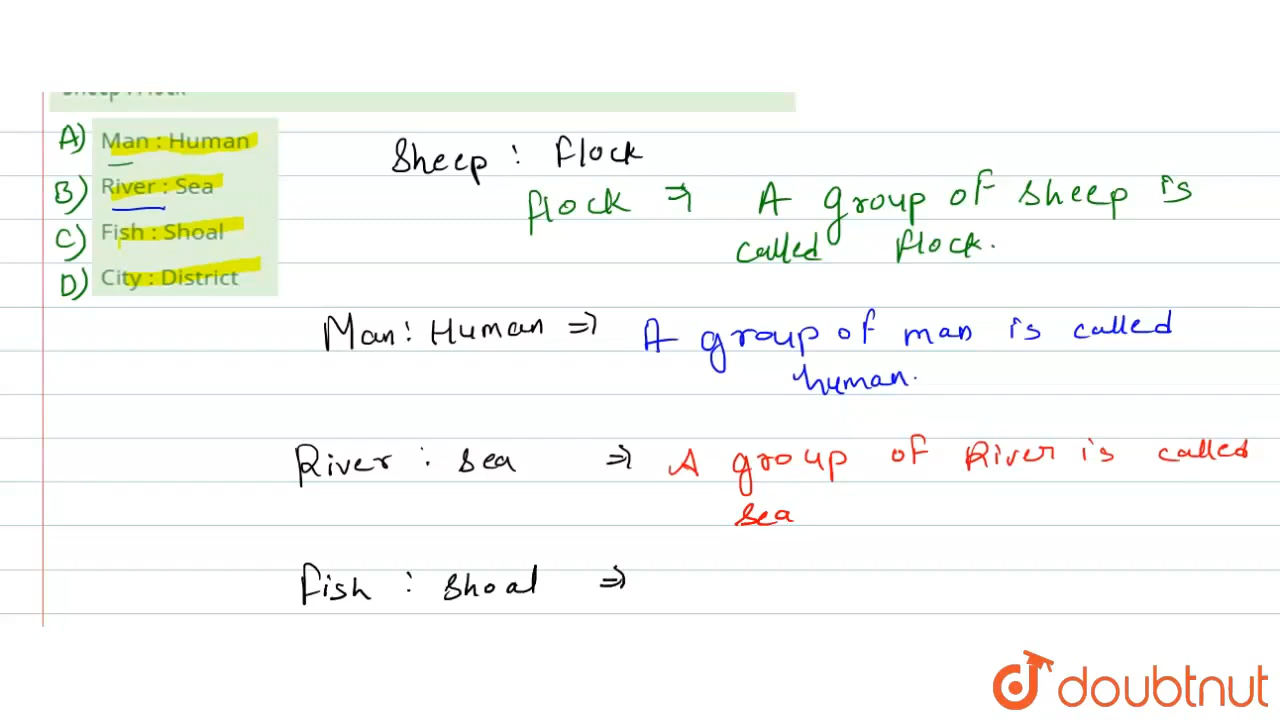 A) Man : Human
B) River : Sea
C) Fish : Shoal
D) City : District
Sheep : flock
flock ⇒ A group of sheep is
called flock.
Man : Human ⇒ A group of man is called
human.
River : sea ⇒ A group of River is called
sea
fish : shoal ⇒
doubtnut